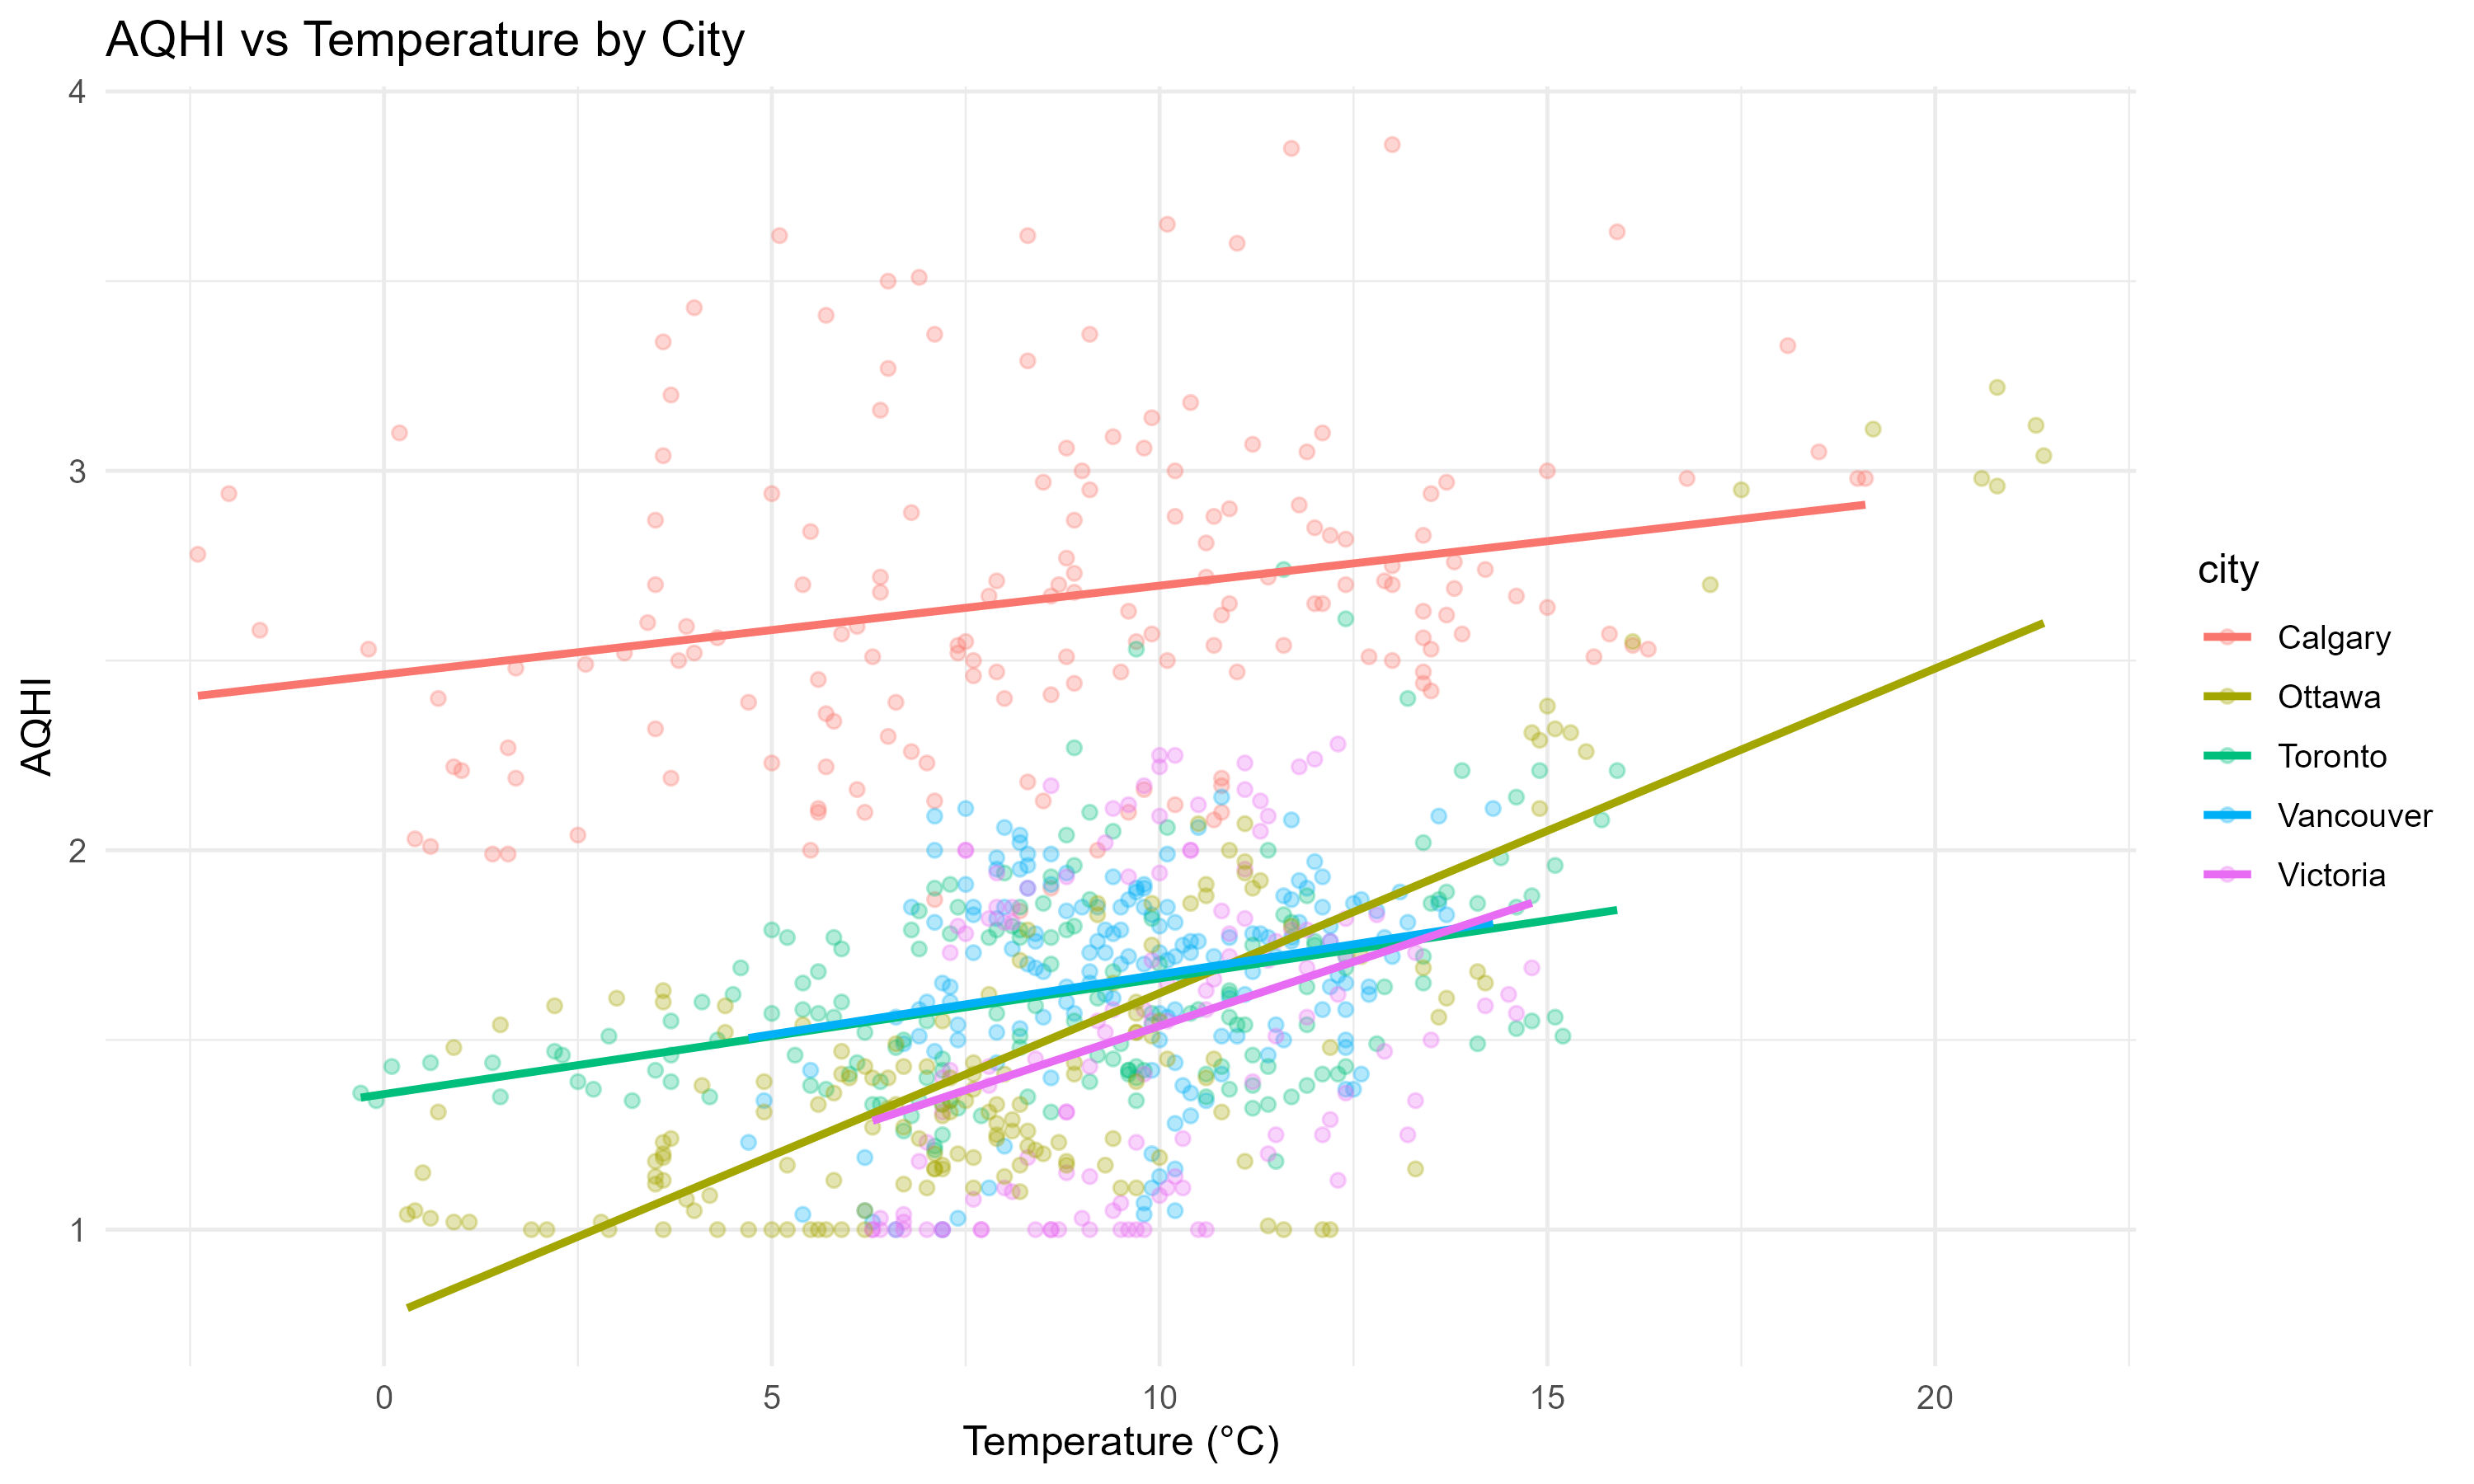 AQHI vs Temperature by City
4
3
2
1
AQHI
0 5 10 15 20
Temperature (°C)
city
Calgary
Ottawa
Toronto
Vancouver
Victoria